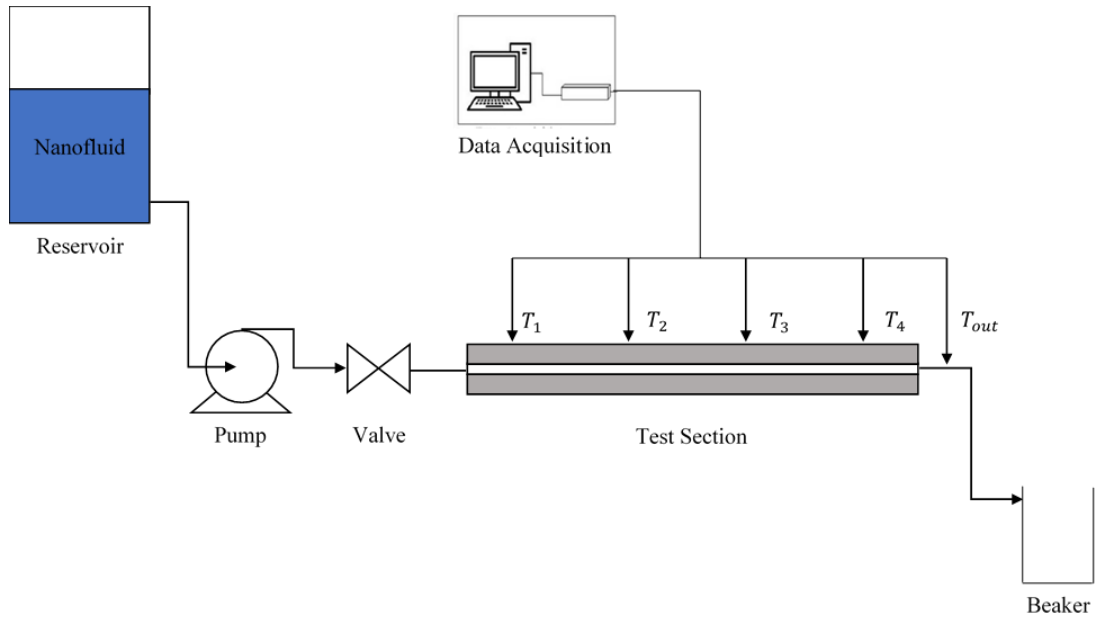 Nanofluid
Reservoir
Data Acquisition
T₁
T₂
T₃
T₄
Tₒᵤₜ
Pump
Valve
Test Section
Beaker